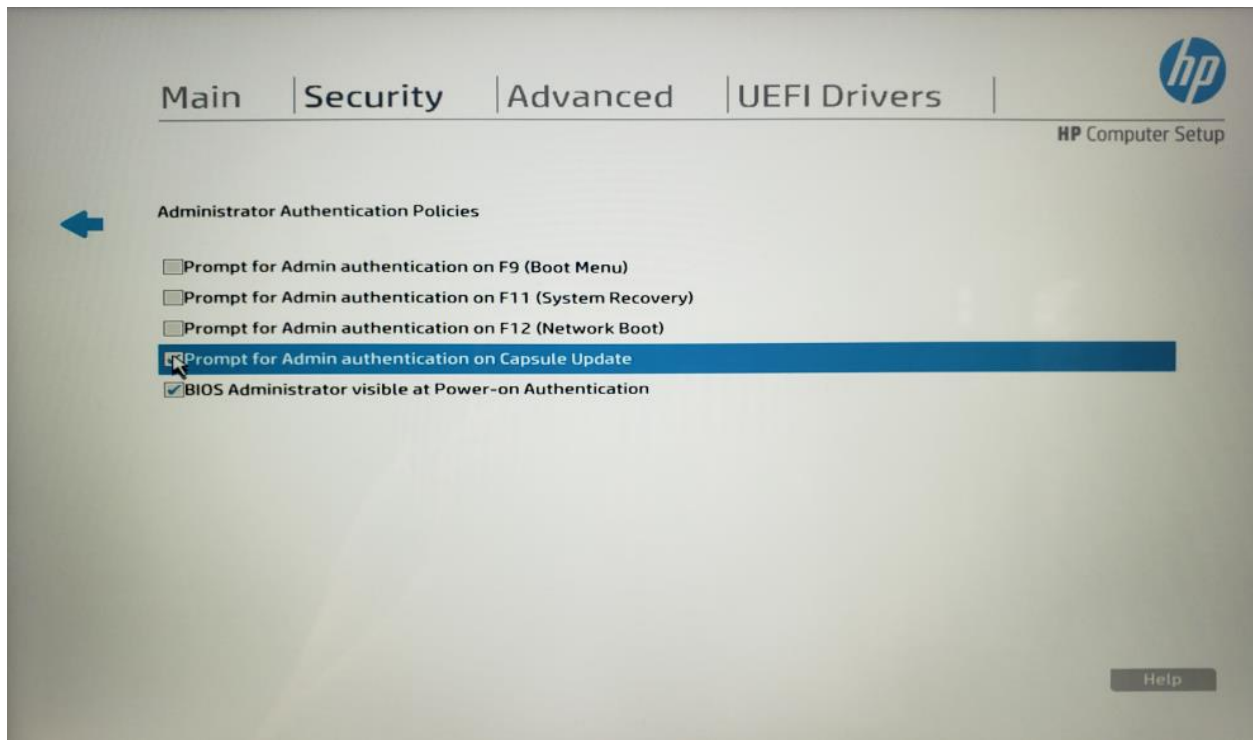 hp
Main Security Advanced UEFI Drivers
HP Computer Setup
Administrator Authentication Policies
Prompt for Admin authentication on F9 (Boot Menu)
Prompt for Admin authentication on F11 (System Recovery)
Prompt for Admin authentication on F12 (Network Boot)
Prompt for Admin authentication on Capsule Update
BIOS Administrator visible at Power-on Authentication
Help